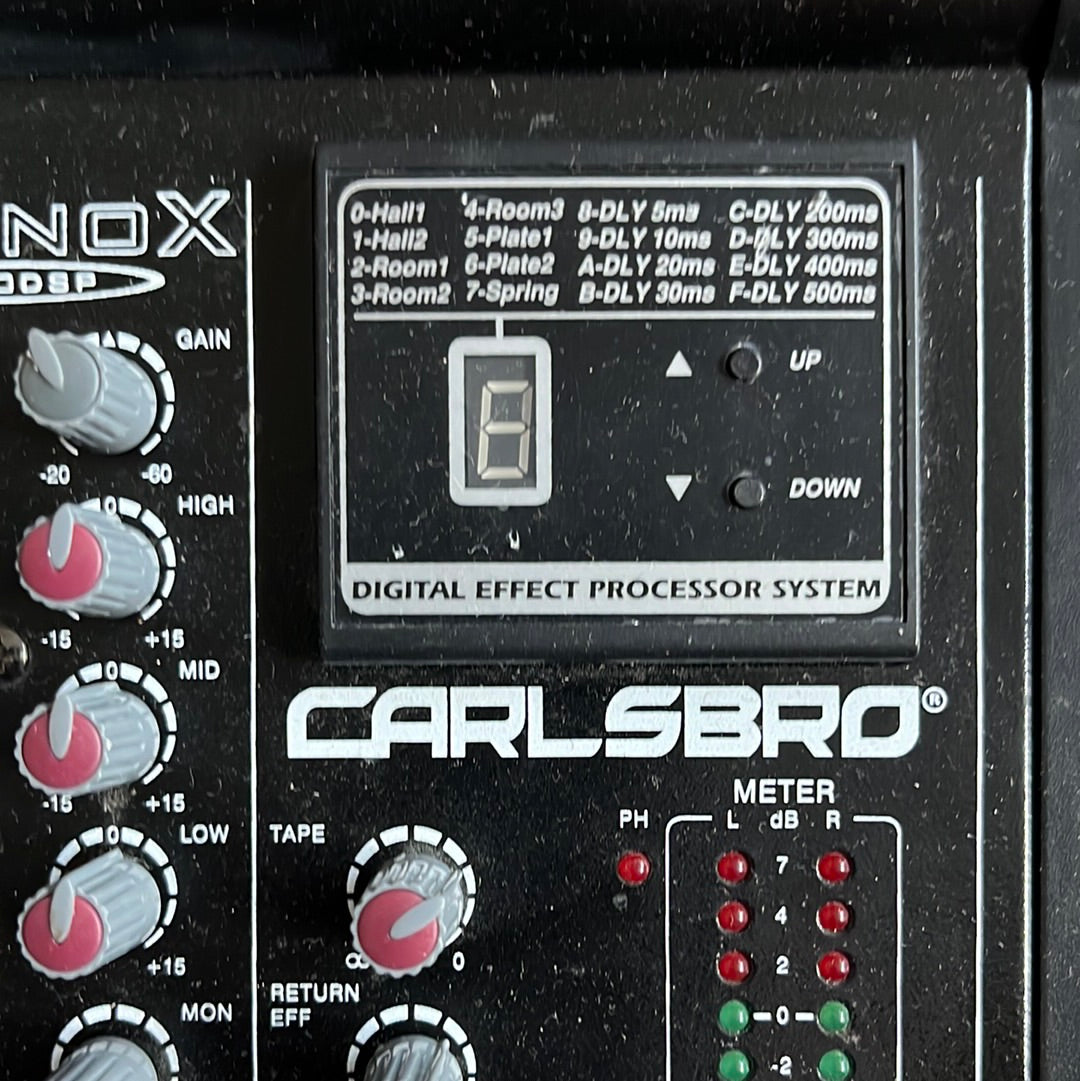 NOX
DSP
0-Hall1 4-Room3 8-DLY 5ms C-DLY 200ms
1-Hall2 5-Plate1 9-DLY 10ms D-DLY 300ms
2-Room1 6-Plate2 A-DLY 20ms E-DLY 400ms
3-Room2 7-Spring B-DLY 30ms F-DLY 500ms
UP
DOWN
DIGITAL EFFECT PROCESSOR SYSTEM
CARLSBRO®
GAIN
-20 -60
HIGH
0
-15 +15
MID
0
-15 +15
LOW
0
+15
MON
TAPE
∞ 0
RETURN
EFF
METER
PH L dB R
7
4
2
0
-2